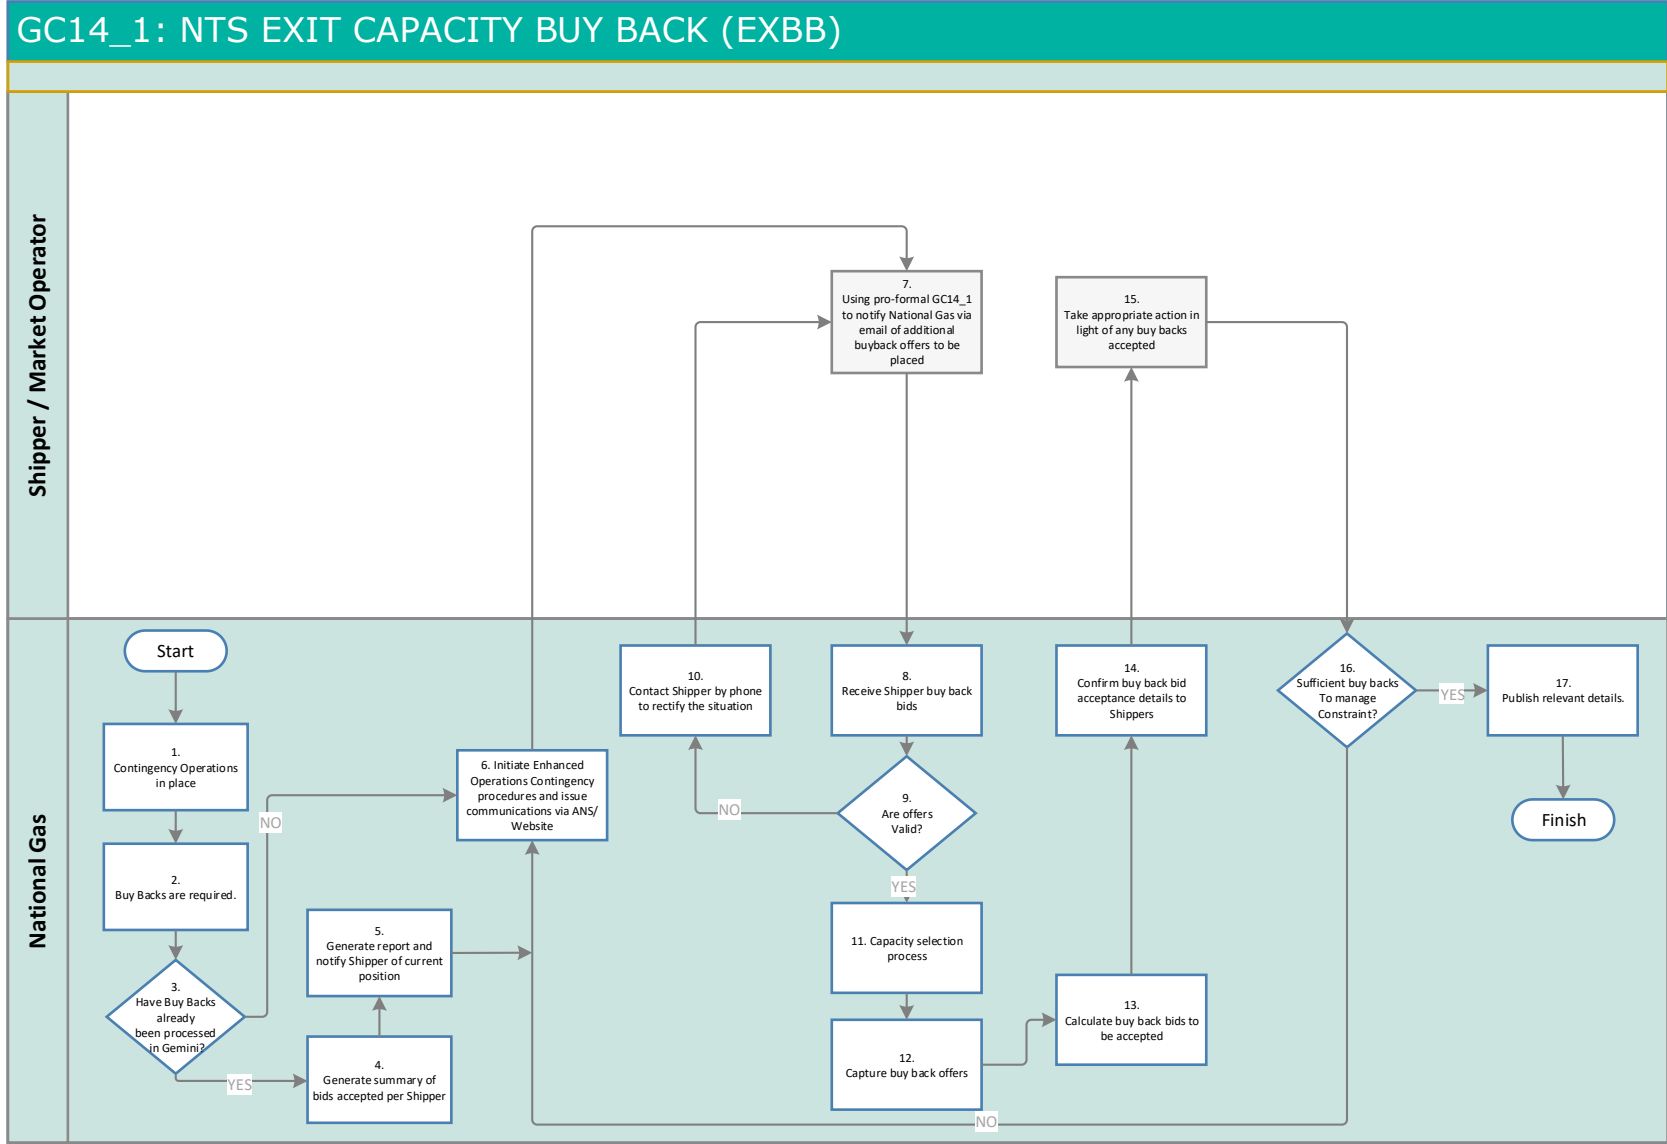 GC14_1: NTS EXIT CAPACITY BUY BACK (EXBB)
Shipper / Market Operator
7.
Using pro-formal GC14_1
to notify National Gas via
email of additional
buyback offers to be
placed
15.
Take appropriate action in
light of any buy backs
accepted
National Gas
Start
1.
Contingency Operations
in place
2.
Buy Backs are required.
3.
Have Buy Backs
already
been processed
in Gemini?
NO
YES
4.
Generate summary of
bids accepted per Shipper
5.
Generate report and
notify Shipper of current
position
6. Initiate Enhanced
Operations Contingency
procedures and issue
communications via ANS/
Website
10.
Contact Shipper by phone
to rectify the situation
8.
Receive Shipper buy back
bids
9.
Are offers
Valid?
NO
YES
11. Capacity selection
process
12.
Capture buy back offers
13.
Calculate buy back bids to
be accepted
14.
Confirm buy back bid
acceptance details to
Shippers
16.
Sufficient buy backs
To manage
Constraint?
YES
NO
17.
Publish relevant details.
Finish